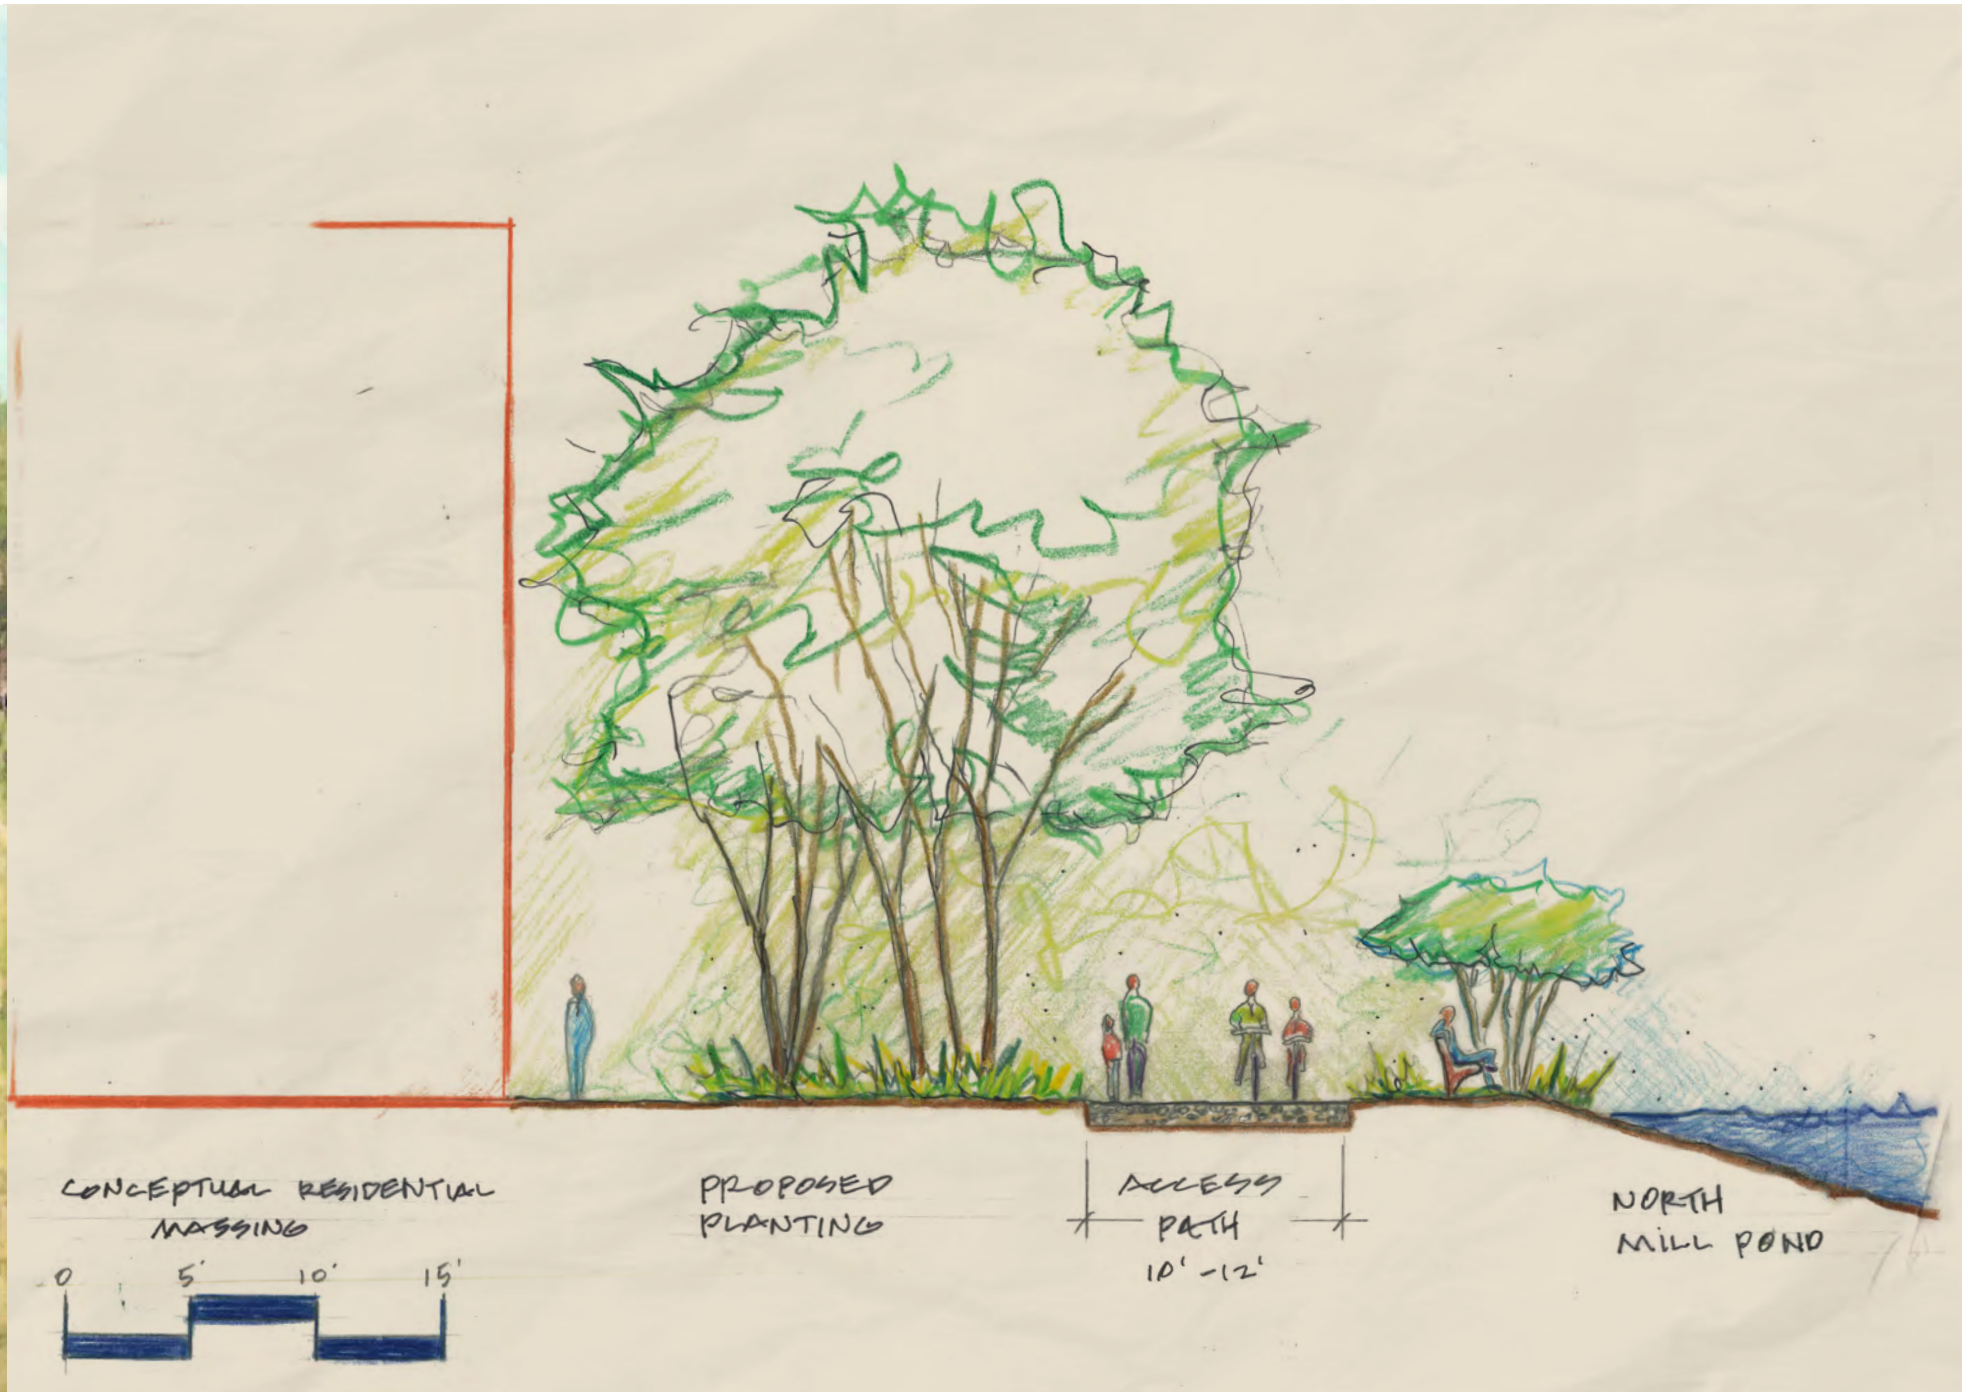 CONCEPTUAL RESIDENTIAL
MASSING
PROPOSED
PLANTING
ACCESS
PATH
10' -12'
NORTH
MILL POND
0 5' 10' 15'